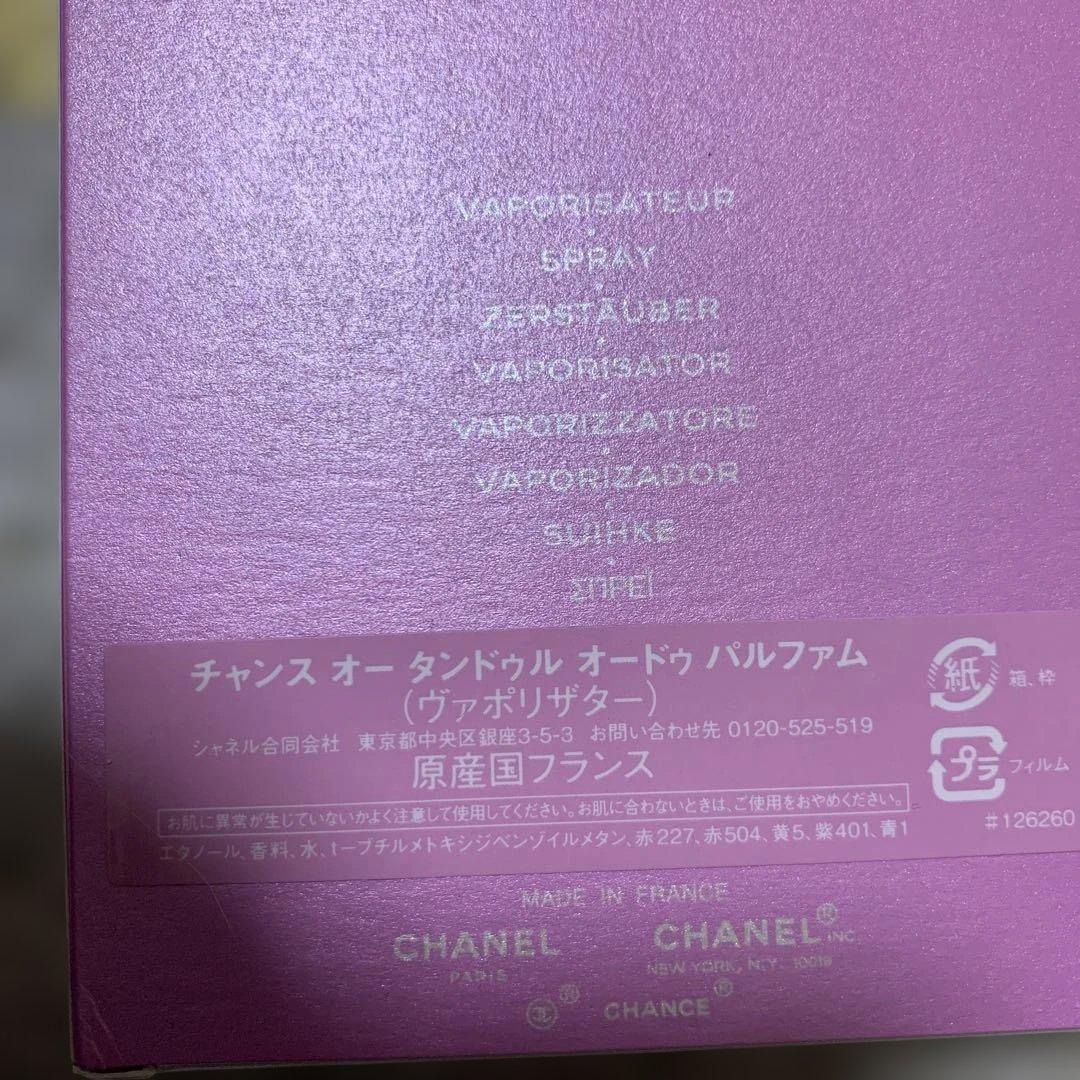 VAPORISATEUR
SPRAY
ZERSTÄUBER
VAPORISATOR
VAPORIZZATORE
VAPORIZADOR
SUIHKE
ΣΠΡΕΪ
チャンス オー タンドゥル オードゥ パルファム
(ヴァポリザター)
シャネル合同会社 東京都中央区銀座3-5-3 お問い合わせ先 0120-525-519
原産国フランス
お肌に異常が生じていないかよく注意して使用してください。お肌に合わないときは、ご使用をおやめください。
エタノール、香料、水、t-ブチルメトキシジベンゾイルメタン、赤227、赤504、黄5、紫401、青1
紙 箱、枠
プラ フィルム
#126260
MADE IN FRANCE
CHANEL
PARIS
CHANEL® INC.
NEW YORK, N.Y. 10019
® CHANCE®